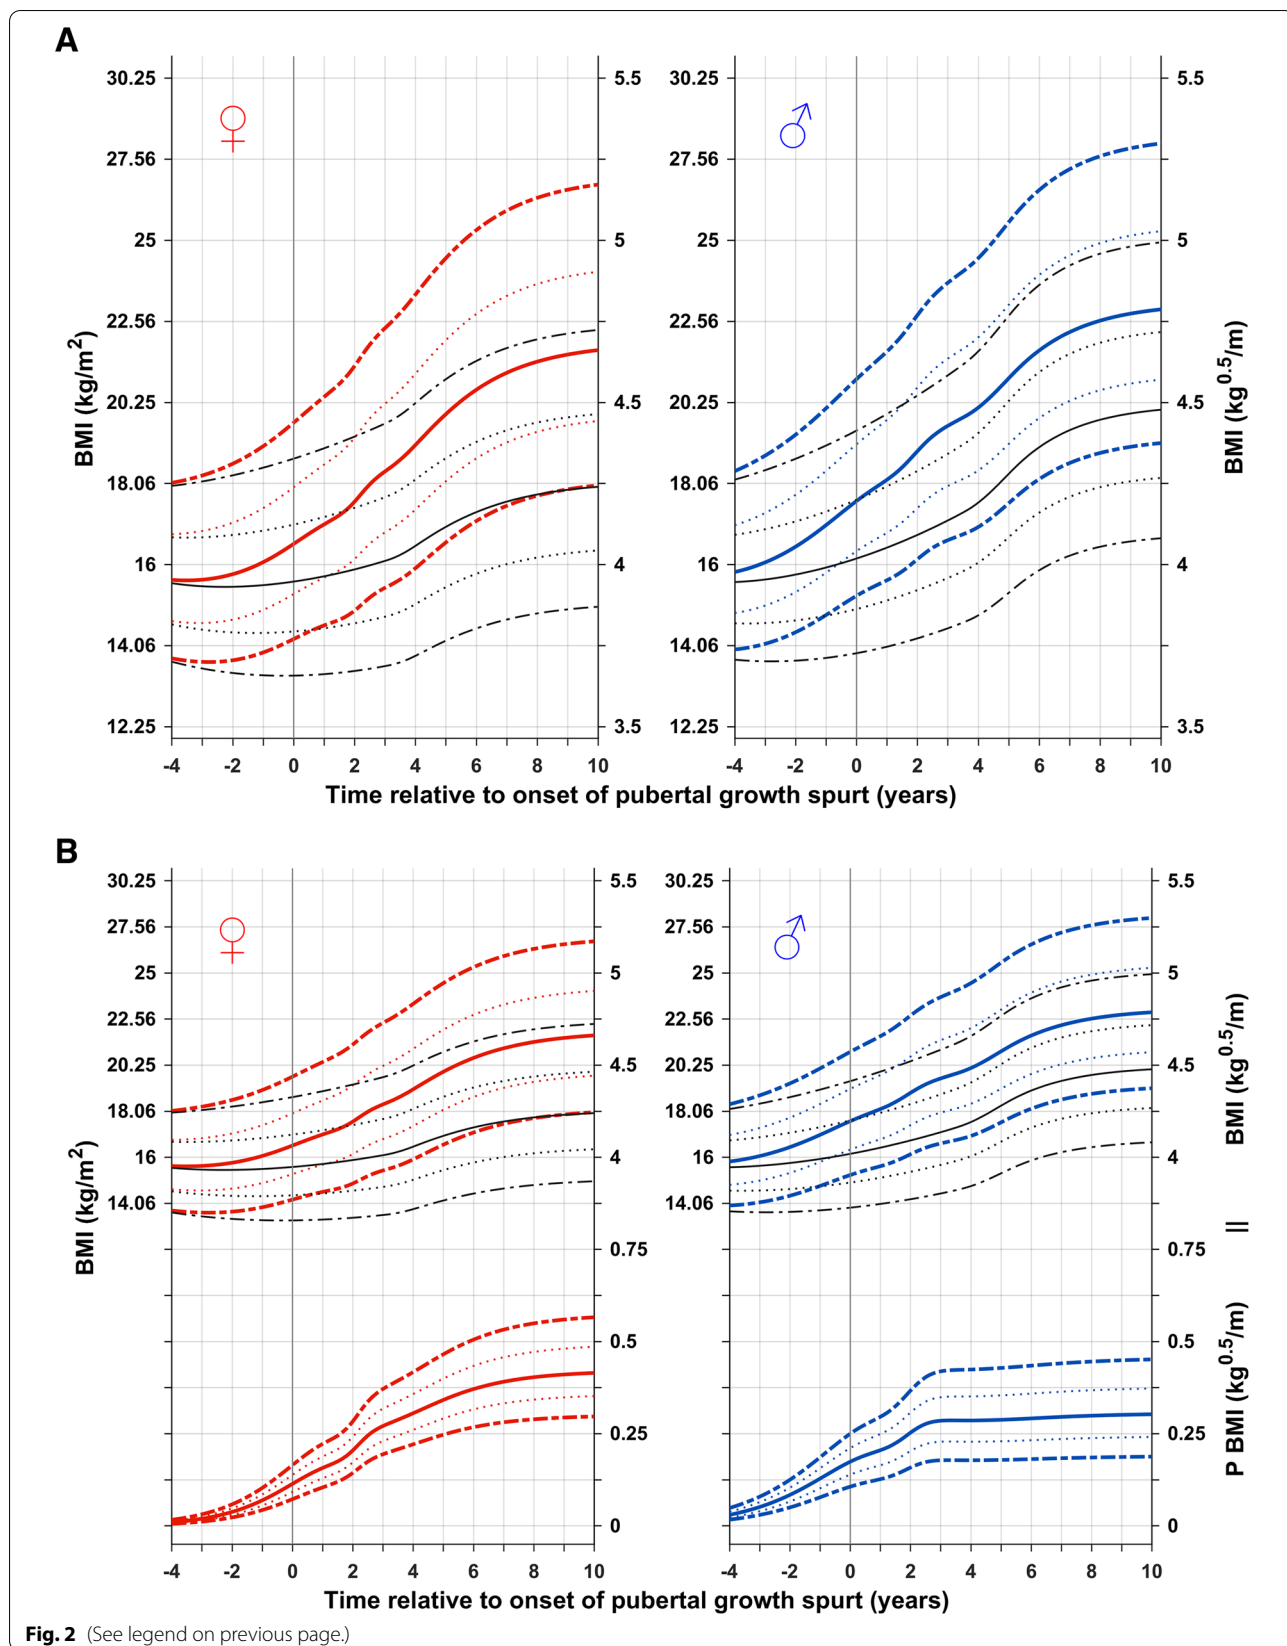 A
30.25 5.5 30.25 5.5
♀ ♂
27.56 27.56
25 5 25 5
22.56 22.56
20.25 4.5 20.25 4.5
18.06 18.06
16 4 16 4
14.06 14.06
12.25 3.5 12.25 3.5
BMI (kg/m2)
BMI (kg0.5/m)
-4 -2 0 2 4 6 8 10 -4 -2 0 2 4 6 8 10
Time relative to onset of pubertal growth spurt (years)
B
30.25 5.5 30.25 5.5
♀ ♂
27.56 27.56
25 5 25 5
22.56 22.56
20.25 4.5 20.25 4.5
18.06 18.06
16 4 16 4
14.06 14.06
0.75 0.75
0.5 0.5
0.25 0.25
0 0
BMI (kg/m2)
P BMI (kg0.5/m) || BMI (kg0.5/m)
-4 -2 0 2 4 6 8 10 -4 -2 0 2 4 6 8 10
Time relative to onset of pubertal growth spurt (years)
Fig. 2 (See legend on previous page.)